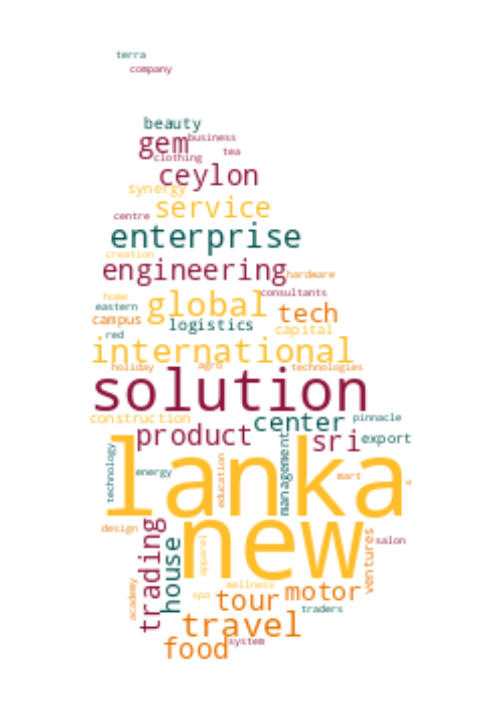 terra
company
beauty
gem
business
clothing
tea
ceylon
synergy
service
centre
enterprise
creation
engineering
hardware
home
consultants
eastern
global
tech
campus
logistics
capital
red
international
holiday
agro
technologies
solution
construction
center
pinnacle
product
sri
export
lanka
technology
energy
education
management
mart
new
design
trading
house
apparel
ventures
salon
academy
wellness
spa
tour
motor
traders
travel
food
system